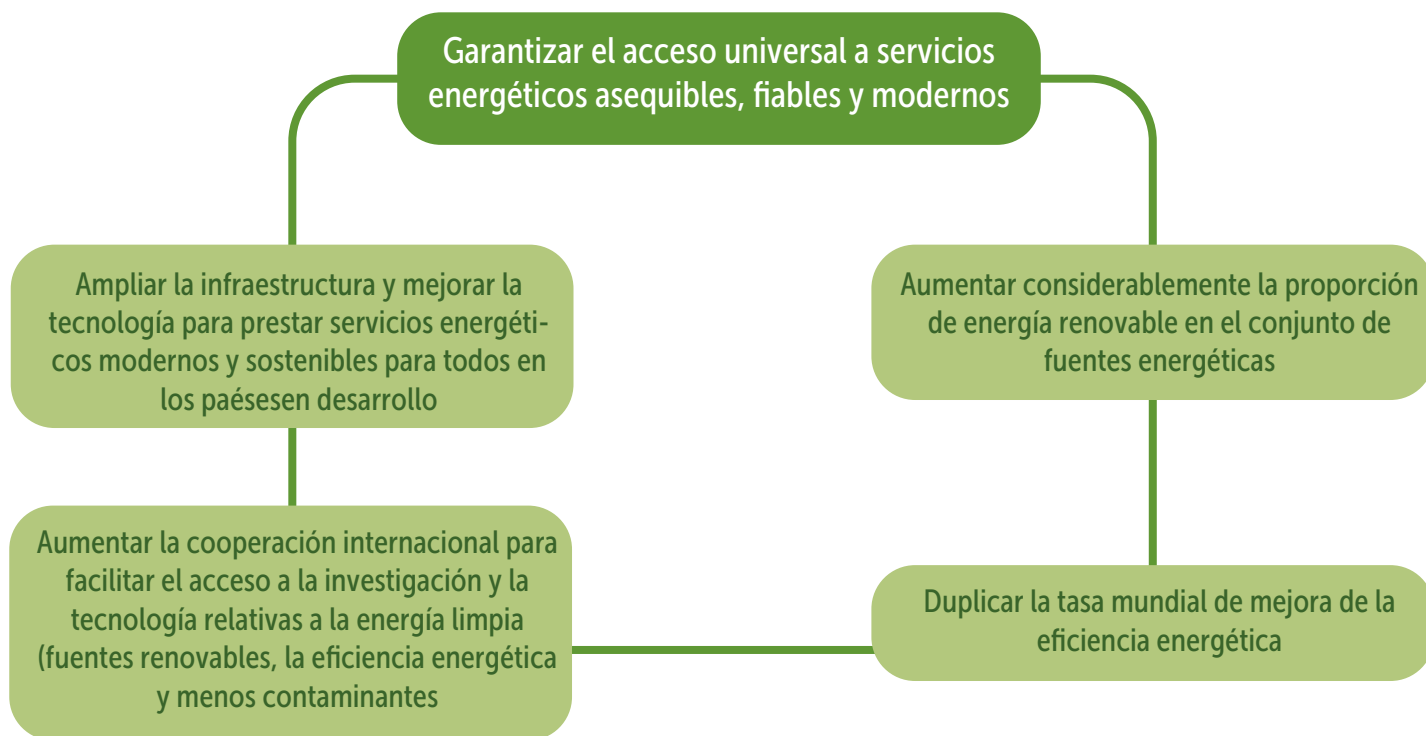 Garantizar el acceso universal a servicios
energéticos asequibles, fiables y modernos
Ampliar la infraestructura y mejorar la
tecnología para prestar servicios energéti-
cos modernos y sostenibles para todos en
los paésesen desarrollo
Aumentar considerablemente la proporción
de energía renovable en el conjunto de
fuentes energéticas
Aumentar la cooperación internacional para
facilitar el acceso a la investigación y la
tecnología relativas a la energía limpia
(fuentes renovables, la eficiencia energética
y menos contaminantes
Duplicar la tasa mundial de mejora de la
eficiencia energética